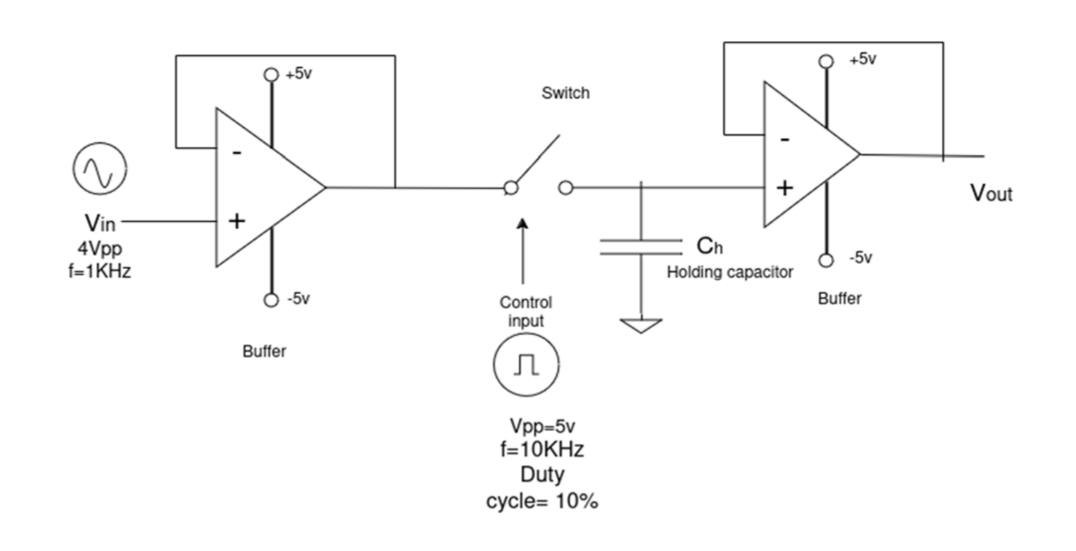 +5v
-
Vin
+
4Vpp
f=1KHz
-5v
Buffer
Switch
Control
input
Vpp=5v
f=10KHz
Duty
cycle= 10%
Ch
Holding capacitor
+5v
-
+
Vout
-5v
Buffer